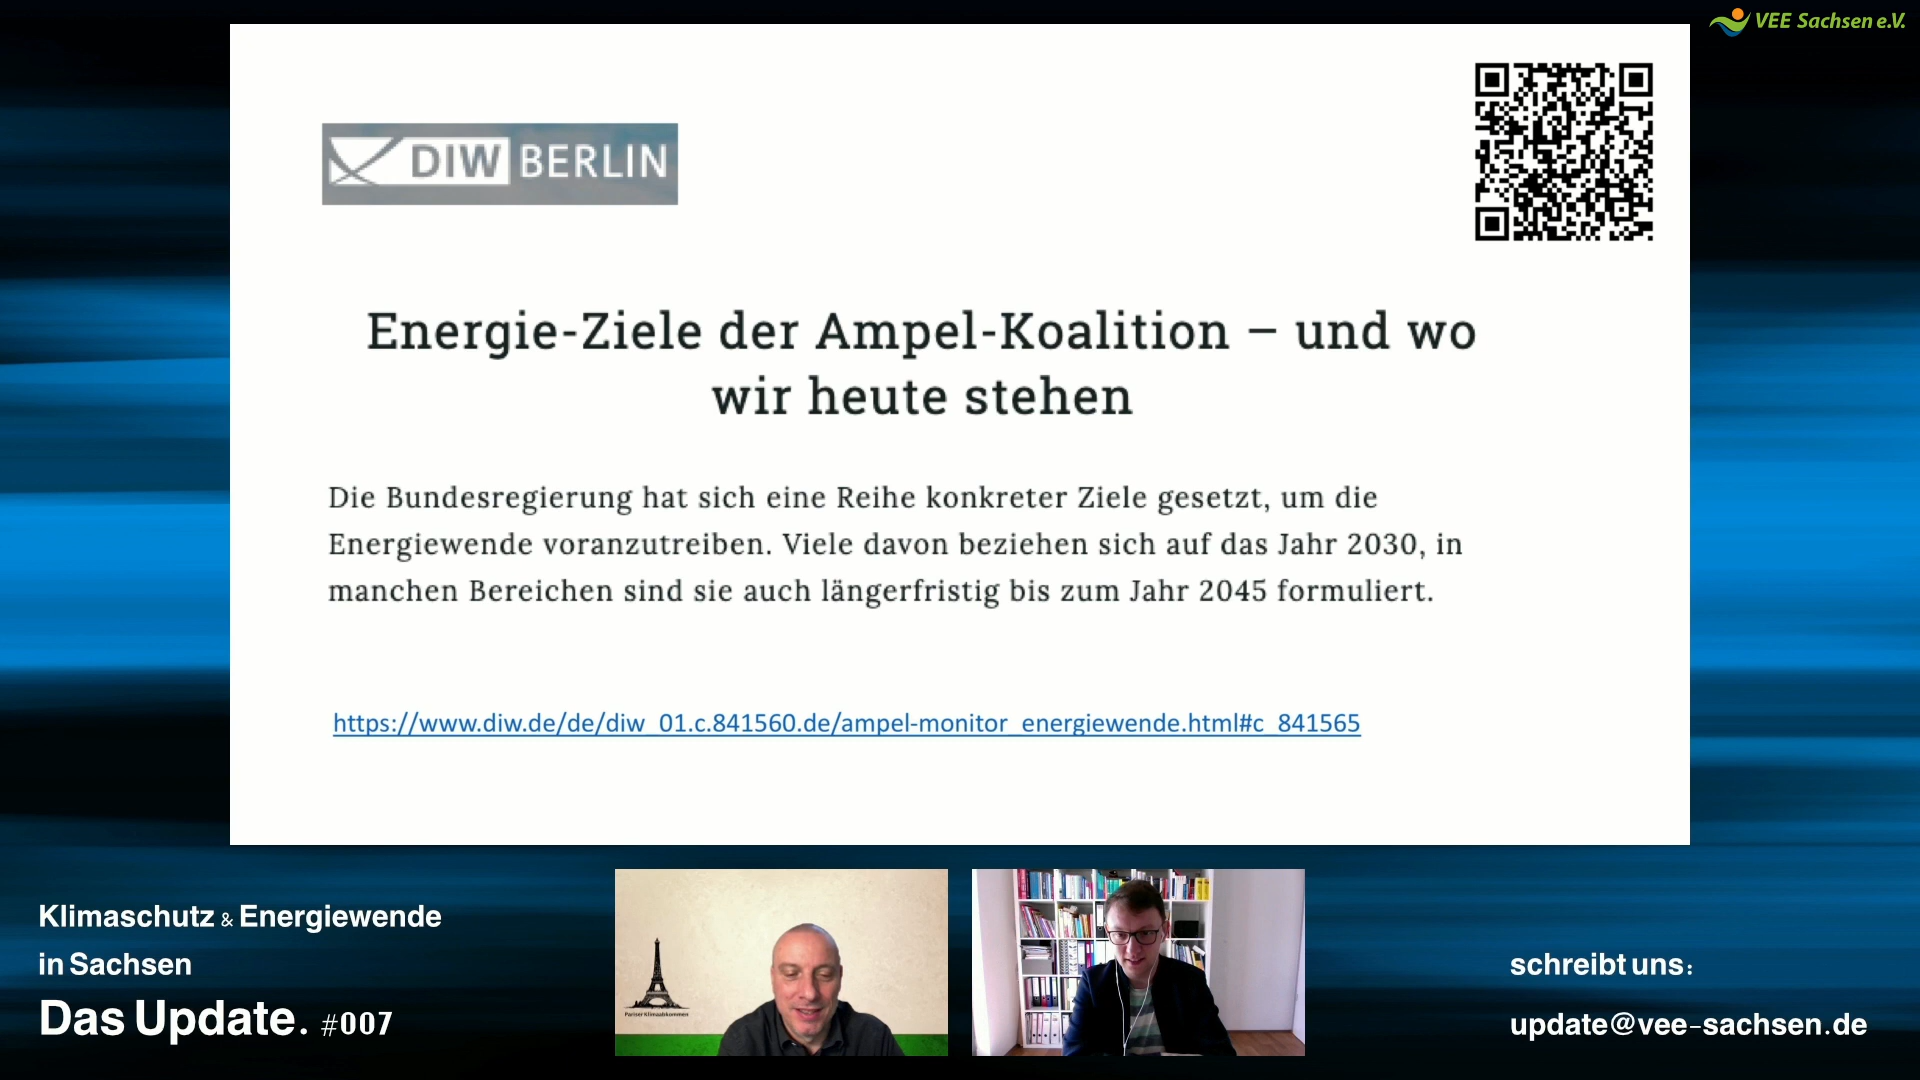 VEE Sachsen e.V.
DIW BERLIN
Energie-Ziele der Ampel-Koalition – und wo
wir heute stehen
Die Bundesregierung hat sich eine Reihe konkreter Ziele gesetzt, um die
Energiewende voranzutreiben. Viele davon beziehen sich auf das Jahr 2030, in
manchen Bereichen sind sie auch längerfristig bis zum Jahr 2045 formuliert.
https://www.diw.de/de/diw_01.c.841560.de/ampel-monitor_energiewende.html#c_841565
Klimaschutz & Energiewende
in Sachsen
Das Update. #007
Pariser Klimaabkommen
schreibt uns:
update@vee-sachsen.de